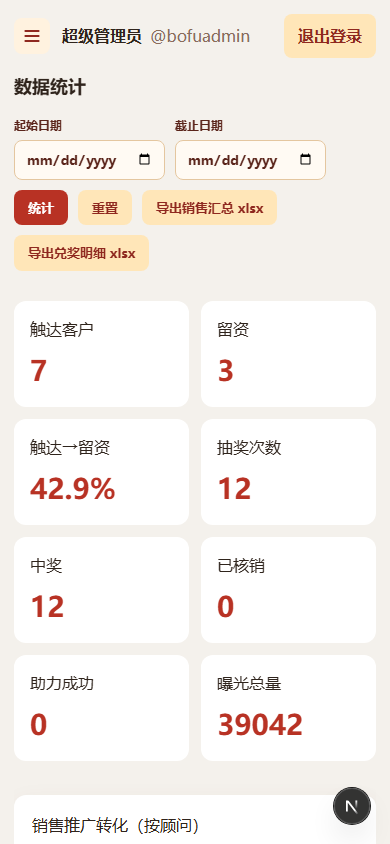 超级管理员 @bofuadmin 退出登录
数据统计
起始日期 截止日期
mm/dd/yyyy mm/dd/yyyy
统计 重置 导出销售汇总 xlsx
导出兑奖明细 xlsx
触达客户 留资
7 3
触达→留资 抽奖次数
42.9% 12
中奖 已核销
12 0
助力成功 曝光总量
0 39042
N
销售推广转化（按顾问）